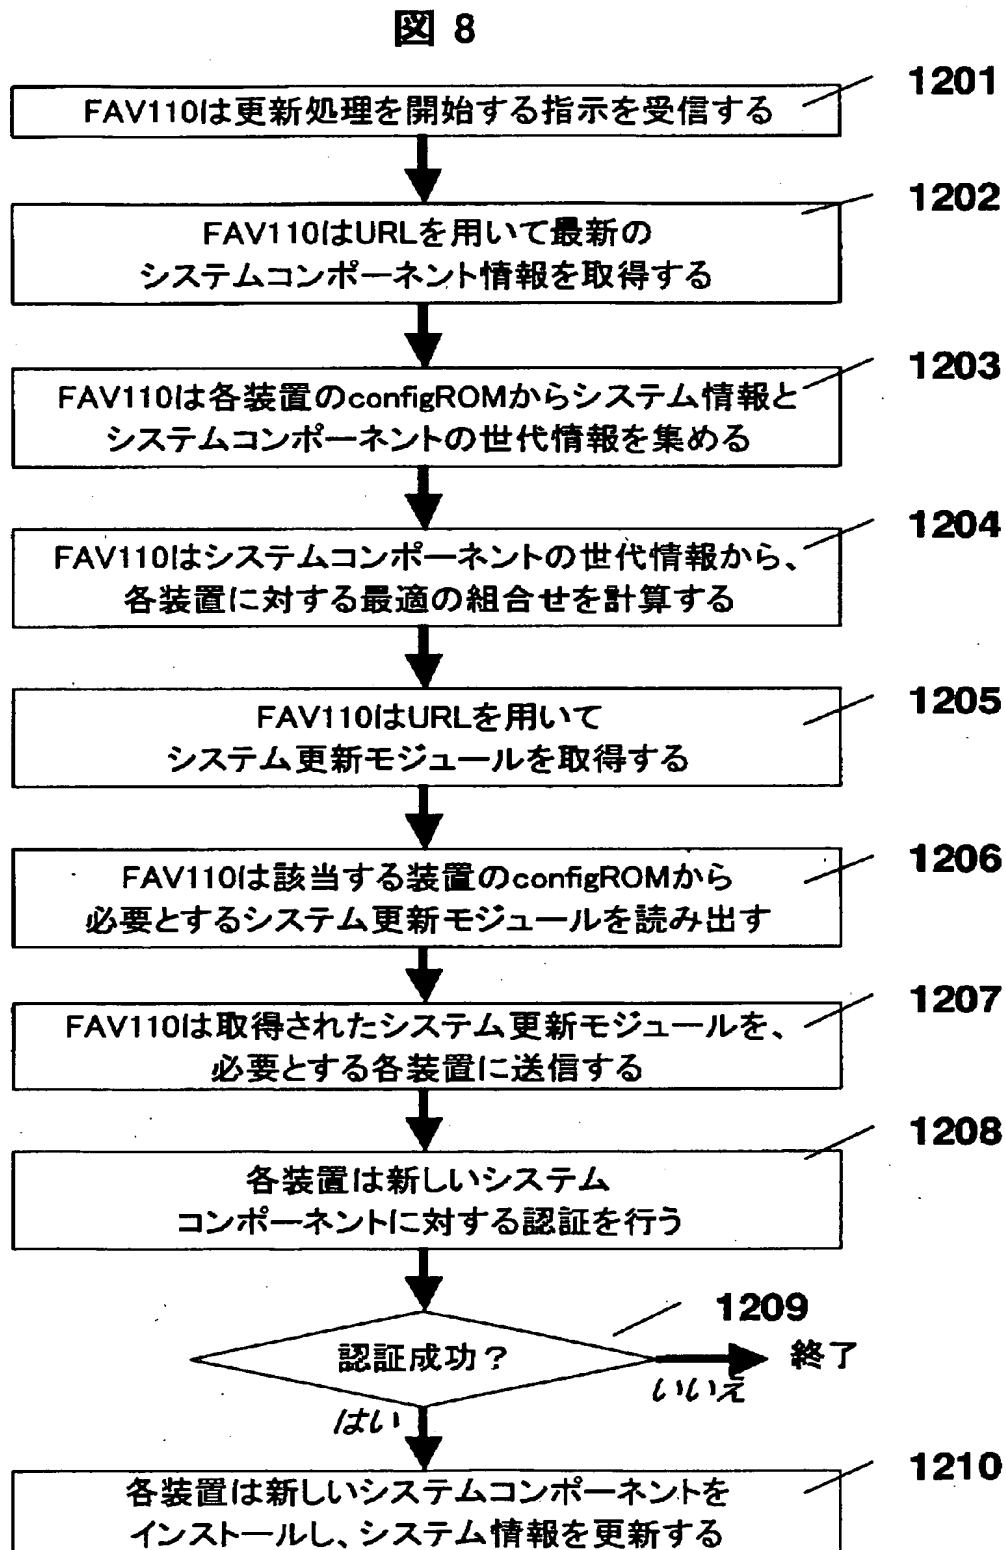 図 8
1201
FAV110は更新処理を開始する指示を受信する
1202
FAV110はURLを用いて最新の
システムコンポーネント情報を取得する
1203
FAV110は各装置のconfigROMからシステム情報と
システムコンポーネントの世代情報を集める
1204
FAV110はシステムコンポーネントの世代情報から、
各装置に対する最適の組合せを計算する
1205
FAV110はURLを用いて
システム更新モジュールを取得する
1206
FAV110は該当する装置のconfigROMから
必要とするシステム更新モジュールを読み出す
1207
FAV110は取得されたシステム更新モジュールを、
必要とする各装置に送信する
1208
各装置は新しいシステム
コンポーネントに対する認証を行う
1209
認証成功？
終了
いいえ
はい
1210
各装置は新しいシステムコンポーネントを
インストールし、システム情報を更新する